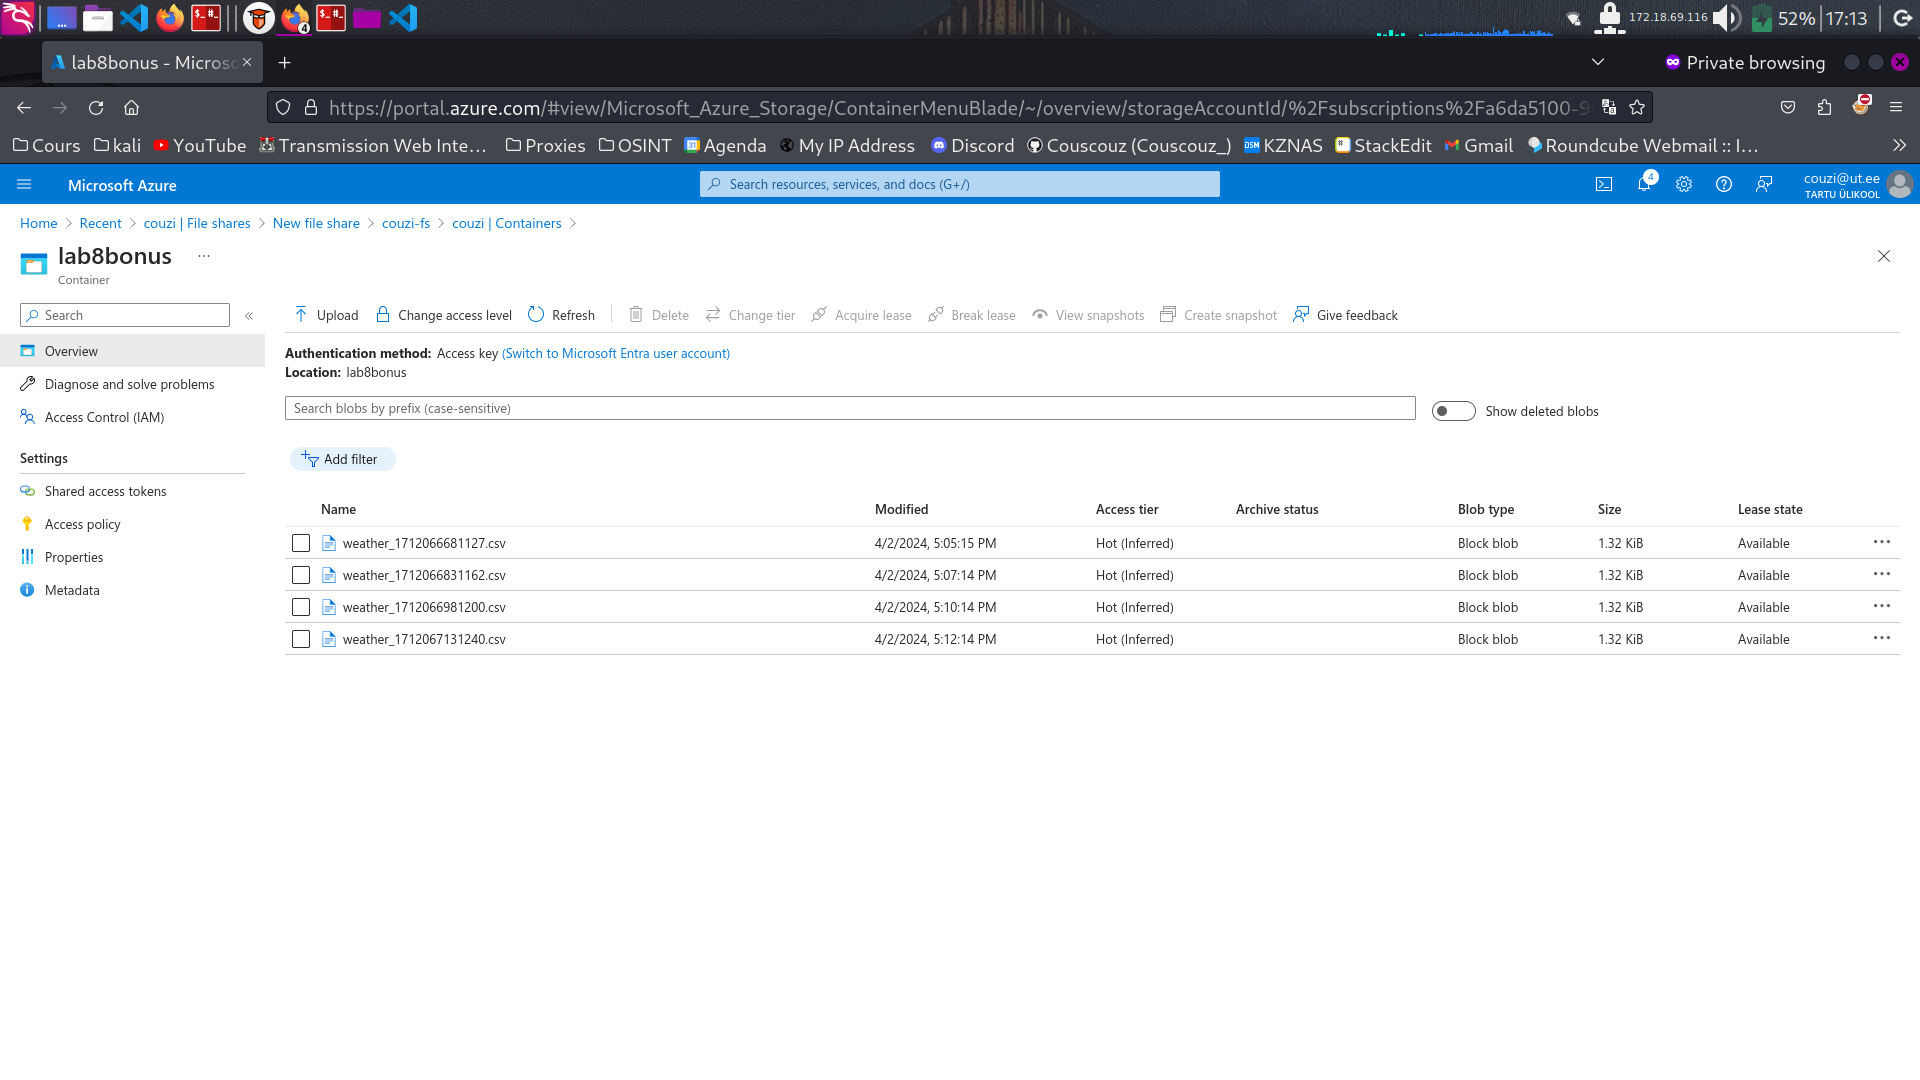 172.18.69.116 52% 17:13
lab8bonus - Micros
Private browsing
https://portal.azure.com/#view/Microsoft_Azure_Storage/ContainerMenuBlade/~/overview/storageAccountId/%2Fsubscriptions%2Fa6da5100-9
Cours kali YouTube Transmission Web Inte… Proxies OSINT Agenda My IP Address Discord Couscouz (Couscouz_) KZNAS StackEdit Gmail Roundcube Webmail :: I…
Microsoft Azure
Search resources, services, and docs (G+/)
4
couzi@ut.ee
TARTU ÜLIKOOL
Home > Recent > couzi | File shares > New file share > couzi-fs > couzi | Containers >
lab8bonus ...
Container
Search
Overview
Diagnose and solve problems
Access Control (IAM)
Settings
Shared access tokens
Access policy
Properties
Metadata
Upload Change access level Refresh Delete Change tier Acquire lease Break lease View snapshots Create snapshot Give feedback
Authentication method: Access key (Switch to Microsoft Entra user account)
Location: lab8bonus
Search blobs by prefix (case-sensitive)
Show deleted blobs
Add filter
Name Modified Access tier Archive status Blob type Size Lease state
weather_1712066681127.csv 4/2/2024, 5:05:15 PM Hot (Inferred) Block blob 1.32 KiB Available ...
weather_1712066831162.csv 4/2/2024, 5:07:14 PM Hot (Inferred) Block blob 1.32 KiB Available ...
weather_1712066981200.csv 4/2/2024, 5:10:14 PM Hot (Inferred) Block blob 1.32 KiB Available ...
weather_1712067131240.csv 4/2/2024, 5:12:14 PM Hot (Inferred) Block blob 1.32 KiB Available ...